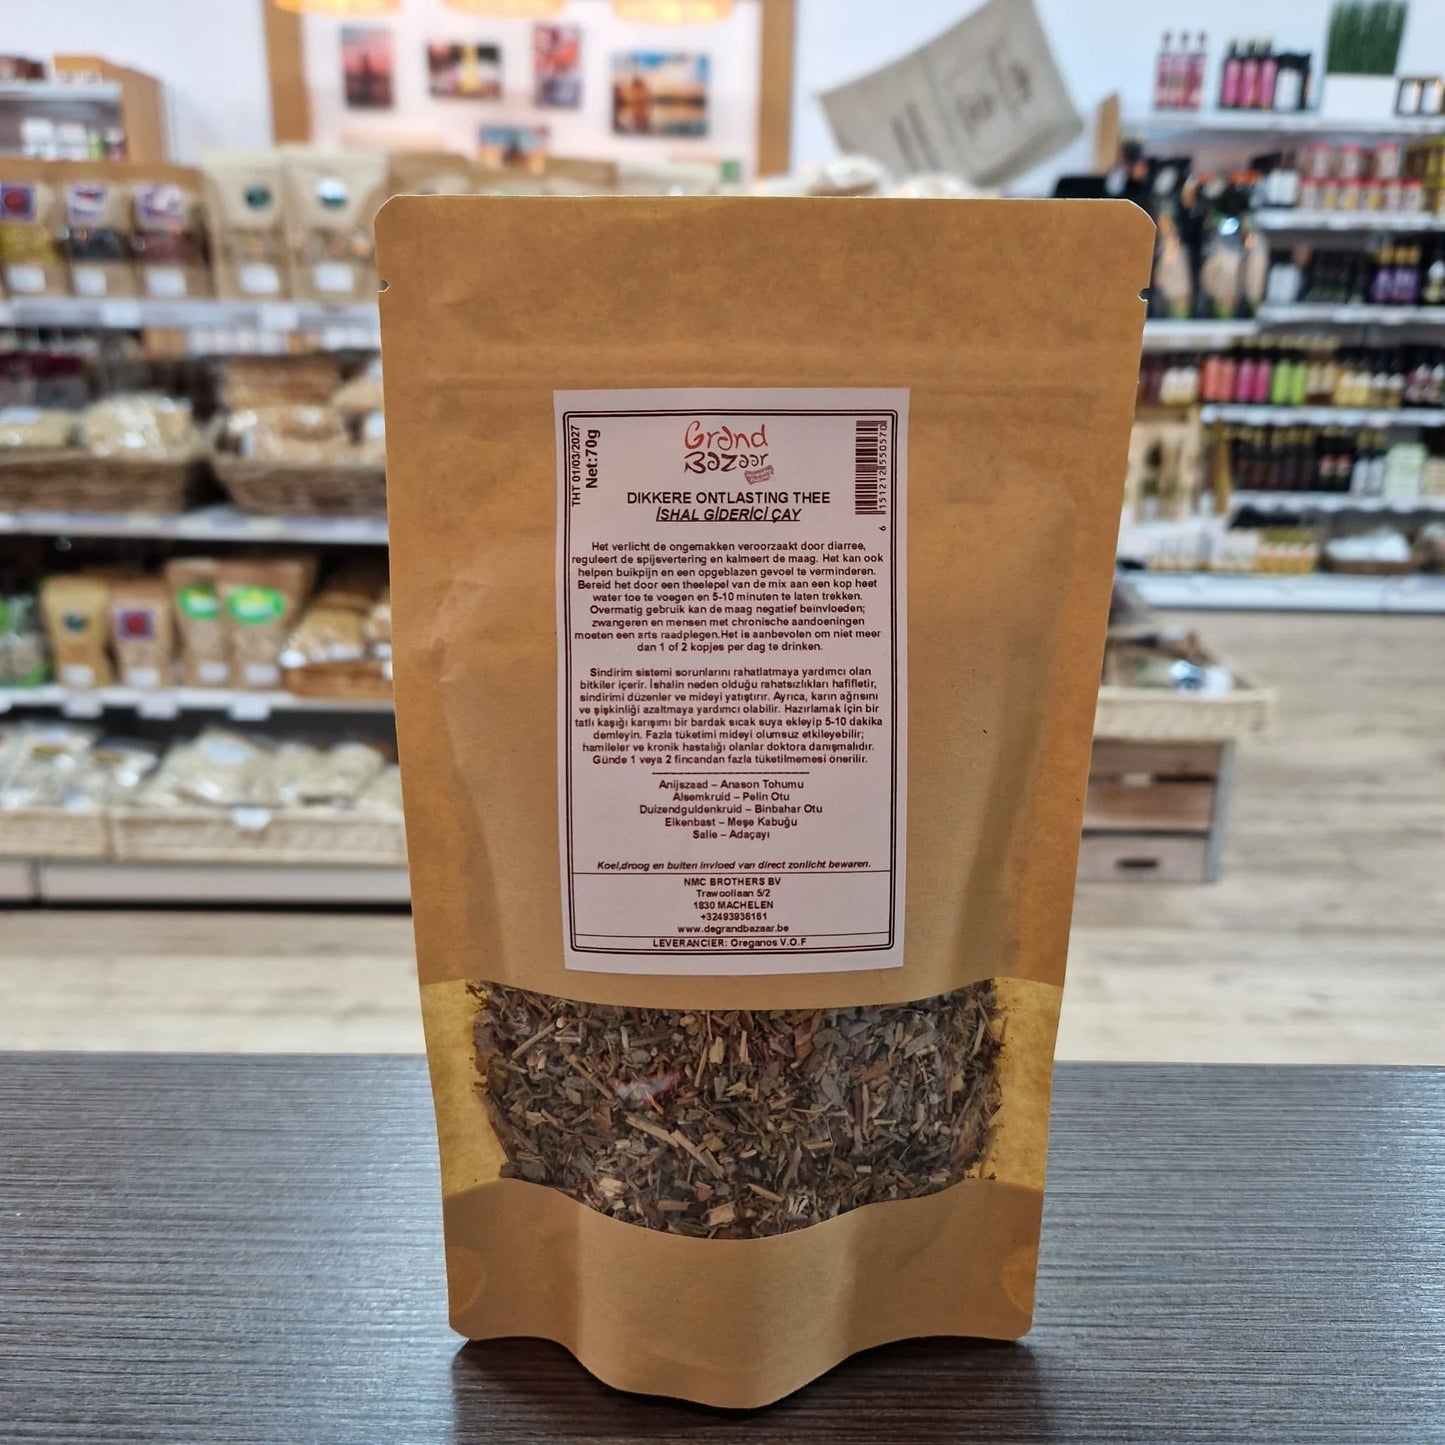 THT 01/03/2027
Net:70g
Grand
Bazaar
6 151212 550570
DIKKERE ONTLASTING THEE
İSHAL GİDERİCİ ÇAY
Het verlicht de ongemakken veroorzaakt door diarree,
reguleert de spijsvertering en kalmeert de maag. Het kan ook
helpen buikpijn en een opgeblazen gevoel te verminderen.
Bereid het door een theelepel van de mix aan een kop heet
water toe te voegen en 5-10 minuten te laten trekken.
Overmatig gebruik kan de maag negatief beïnvloeden;
zwangeren en mensen met chronische aandoeningen
moeten een arts raadplegen.Het is aanbevolen om niet meer
dan 1 of 2 kopjes per dag te drinken.
Sindirim sistemi sorunlarını rahatlatmaya yardımcı olan
bitkiler içerir. İshalin neden olduğu rahatsızlıkları hafifletir,
sindirimi düzenler ve mideyi yatıştırır. Ayrıca, karın ağrısını
ve şişkinliği azaltmaya yardımcı olabilir. Hazırlamak için bir
tatlı kaşığı karışımı bir bardak sıcak suya ekleyip 5-10 dakika
demleyin. Fazla tüketimi mideyi olumsuz etkileyebilir;
hamileler ve kronik hastalığı olanlar doktora danışmalıdır.
Günde 1 veya 2 fincandan fazla tüketilmemesi önerilir.
Anijszaad – Anason Tohumu
Alsemkruid – Pelin Otu
Duizendguldenkruid – Binbahar Otu
Eikenbast – Meşe Kabuğu
Salie – Adaçayı
Koel,droog en buiten invloed van direct zonlicht bewaren.
NMC BROTHERS BV
Trawoollaan 5/2
1830 MACHELEN
+32493936161
www.degrandbazaar.be
LEVERANCIER: Oreganos V.O.F